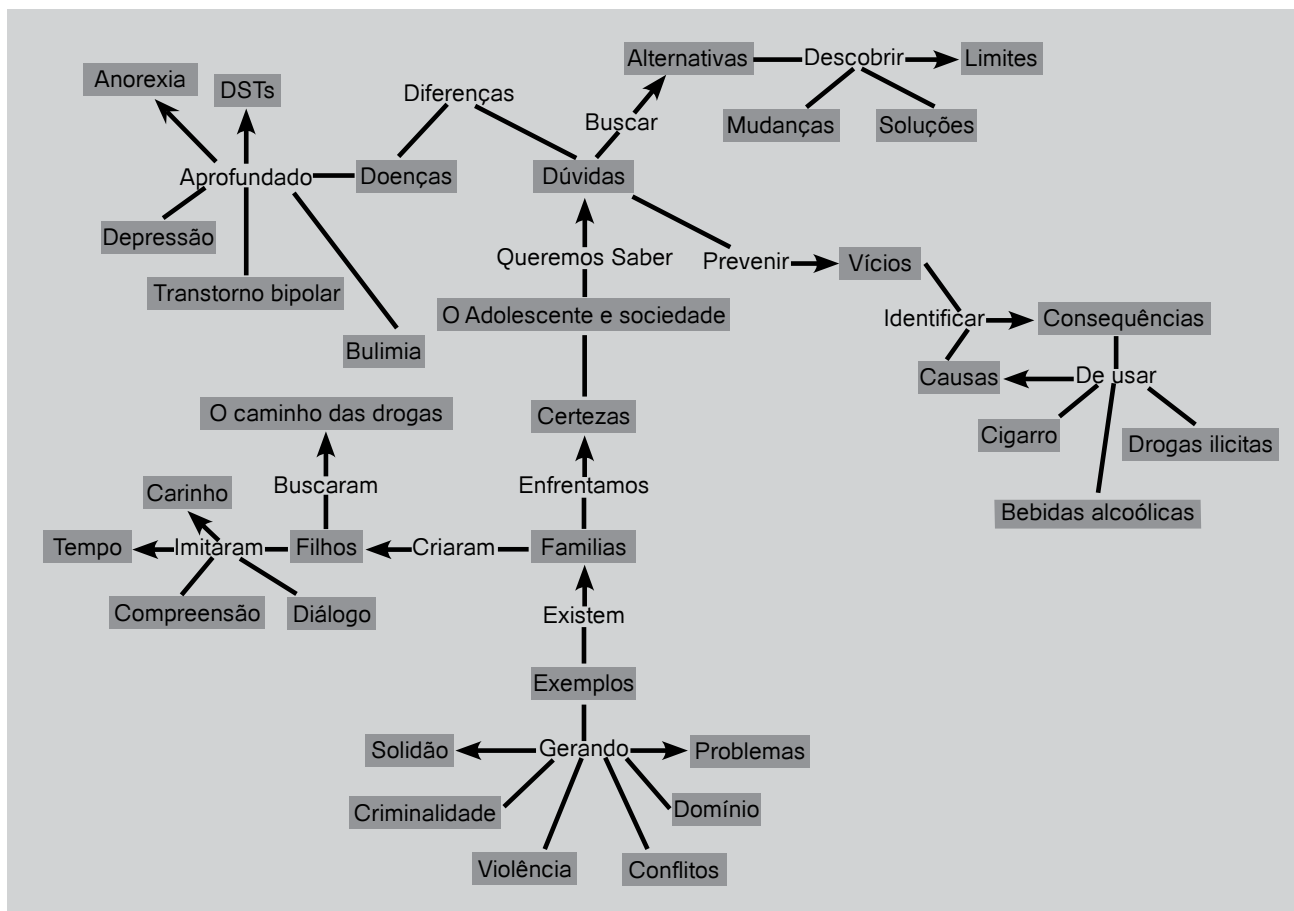 Alternativas
Descobrir
Limites
Anorexia
DSTs
Diferenças
Buscar
Mudanças
Soluções
Aprofundado
Doenças
Dúvidas
Depressão
Queremos Saber
Prevenir
Vícios
Transtorno bipolar
O Adolescente e sociedade
Identificar
Consequências
Bulimia
Causas
De usar
O caminho das drogas
Certezas
Cigarro
Drogas ilicitas
Carinho
Buscaram
Enfrentamos
Bebidas alcoólicas
Tempo
Imitaram
Filhos
Criaram
Familias
Compreensão
Diálogo
Existem
Exemplos
Solidão
Gerando
Problemas
Criminalidade
Domínio
Violência
Conflitos